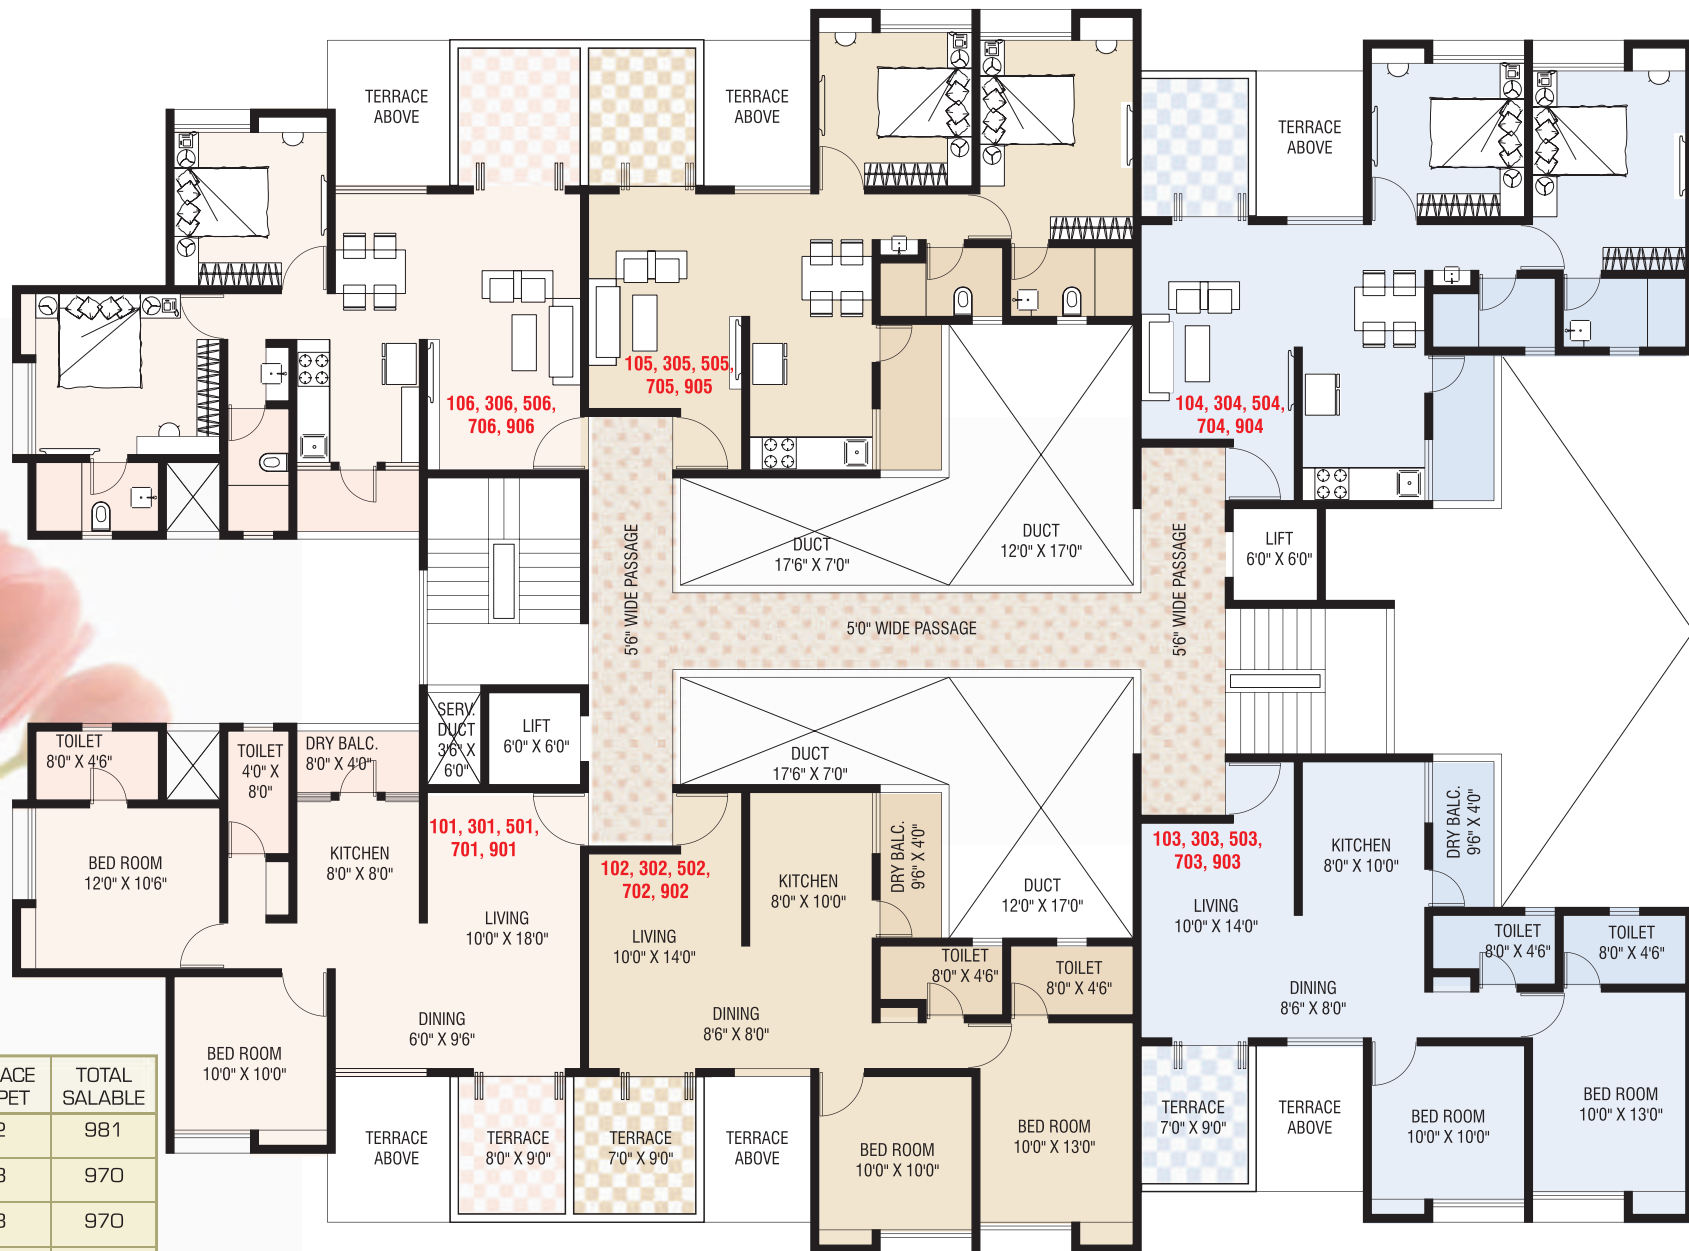 TERRACE
ABOVE
TERRACE
ABOVE
TERRACE
ABOVE
106, 306, 506,
706, 906
105, 305, 505,
705, 905
104, 304, 504,
704, 904
5'6" WIDE PASSAGE
DUCT
17'6" X 7'0"
DUCT
12'0" X 17'0"
5'6" WIDE PASSAGE
LIFT
6'0" X 6'0"
5'0" WIDE PASSAGE
TOILET
8'0" X 4'6"
TOILET
4'0" X
8'0"
DRY BALC.
8'0" X 4'0"
SERV.
DUCT
3'6" X
6'0"
LIFT
6'0" X 6'0"
DUCT
17'6" X 7'0"
DUCT
12'0" X 17'0"
BED ROOM
12'0" X 10'6"
KITCHEN
8'0" X 8'0"
101, 301, 501,
701, 901
LIVING
10'0" X 18'0"
DINING
6'0" X 9'6"
BED ROOM
10'0" X 10'0"
102, 302, 502,
702, 902
LIVING
10'0" X 14'0"
KITCHEN
8'0" X 10'0"
DRY BALC.
9'6" X 4'0"
TOILET
8'0" X 4'6"
TOILET
8'0" X 4'6"
DINING
8'6" X 8'0"
103, 303, 503,
703, 903
LIVING
10'0" X 14'0"
KITCHEN
8'0" X 10'0"
DRY BALC.
9'6" X 4'0"
TOILET
8'0" X 4'6"
TOILET
8'0" X 4'6"
DINING
8'6" X 8'0"
TERRACE
ABOVE
TERRACE
8'0" X 9'0"
TERRACE
7'0" X 9'0"
TERRACE
ABOVE
BED ROOM
10'0" X 10'0"
BED ROOM
10'0" X 13'0"
TERRACE
7'0" X 9'0"
TERRACE
ABOVE
BED ROOM
10'0" X 10'0"
BED ROOM
10'0" X 13'0"
ACE TOTAL
PET SALABLE
2 981
3 970
3 970